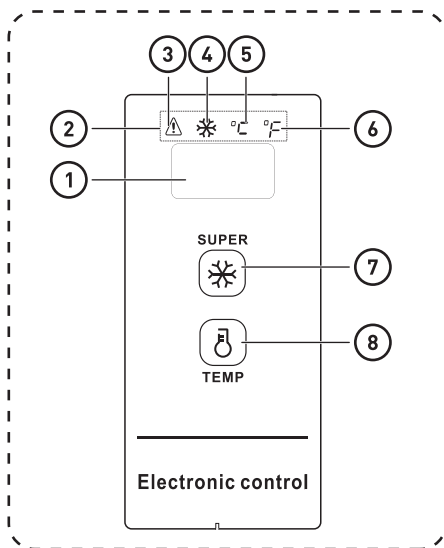 3 4 5
2 °C °F 6
1
SUPER
7
8
TEMP
Electronic control